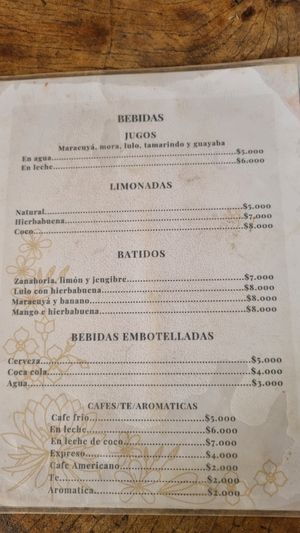 BEBIDAS
JUGOS
Maracuyá, mora, lulo, tamarindo y guayaba
En agua....................$5.000
En leche....................$6.000
LIMONADAS
Natural....................$5.000
Hierbabuena....................$7.000
Coco....................$8.000
BATIDOS
Zanahoria, limón y jengibre....................$7.000
Lulo con hierbabuena....................$8.000
Maracuyá y banano....................$8.000
Mango e hierbabuena....................$8.000
BEBIDAS EMBOTELLADAS
Cerveza....................$5.000
Coca cola....................$4.000
Agua....................$3.000
CAFES/TE/AROMATICAS
Cafe frio....................$5.000
En leche....................$6.000
En leche de coco....................$7.000
Expreso....................$4.000
Cafe Americano....................$2.000
Te....................$2.000
Aromatica....................$2.000